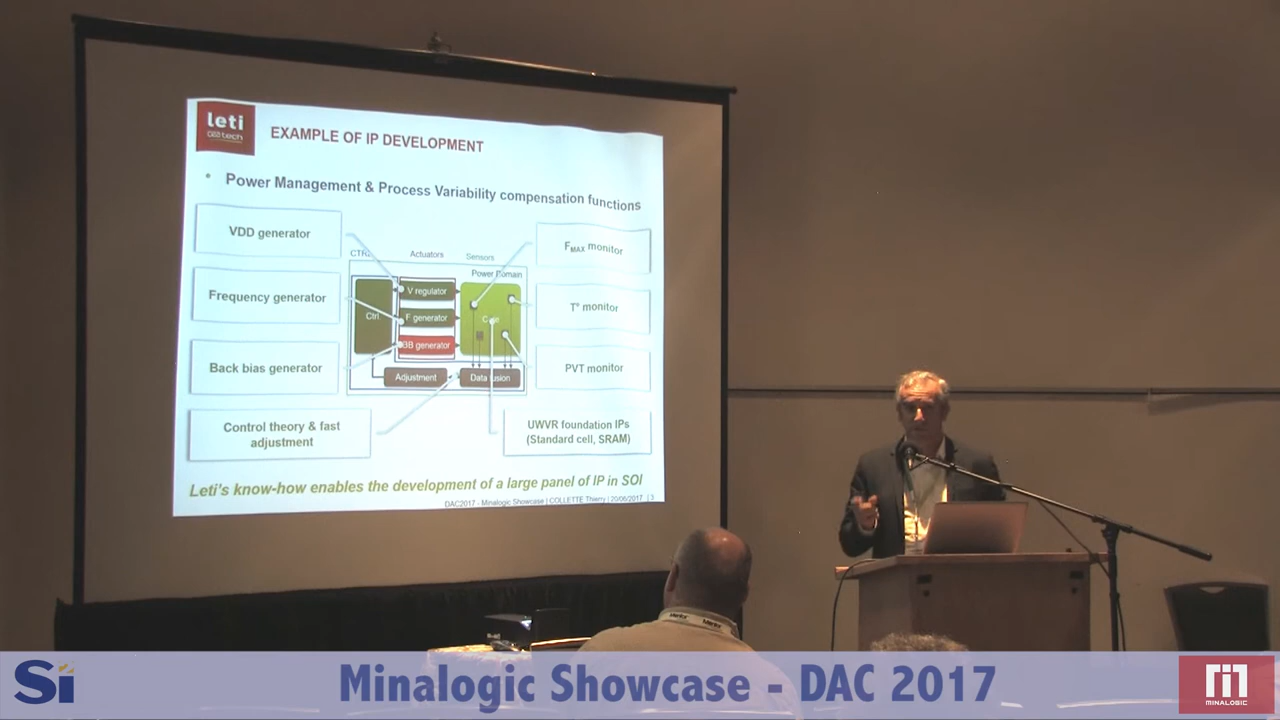 leti
EXAMPLE OF IP DEVELOPMENT
• Power Management & Process Variability compensation functions
VDD generator
Frequency generator
Back bias generator
Control theory & fast
adjustment
Actuators
Sensors
Power Domain
Ctrl.
V regulator
F generator
BB generator
Adjustment
FMAX monitor
T° monitor
PVT monitor
UWVR foundation IPs
(Standard cell, SRAM)
Leti's know-how enables the development of a large panel of IP in SOI
DAC2017 - Minalogic Showcase | COLLETTE Thierry | 20/06/2017 | 3
Mentor
Si
Minalogic Showcase - DAC 2017
MINALOGIC